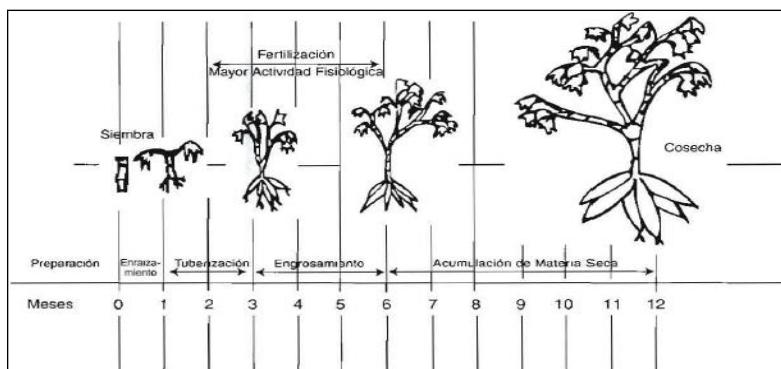 Fertilización
Mayor Actividad Fisiológica
Siembra
Cosecha
Preparación
Enraiza-
miento
Tuberización
Engrosamiento
Acumulación de Materia Seca
Meses 0 1 2 3 4 5 6 7 8 9 10 11 12